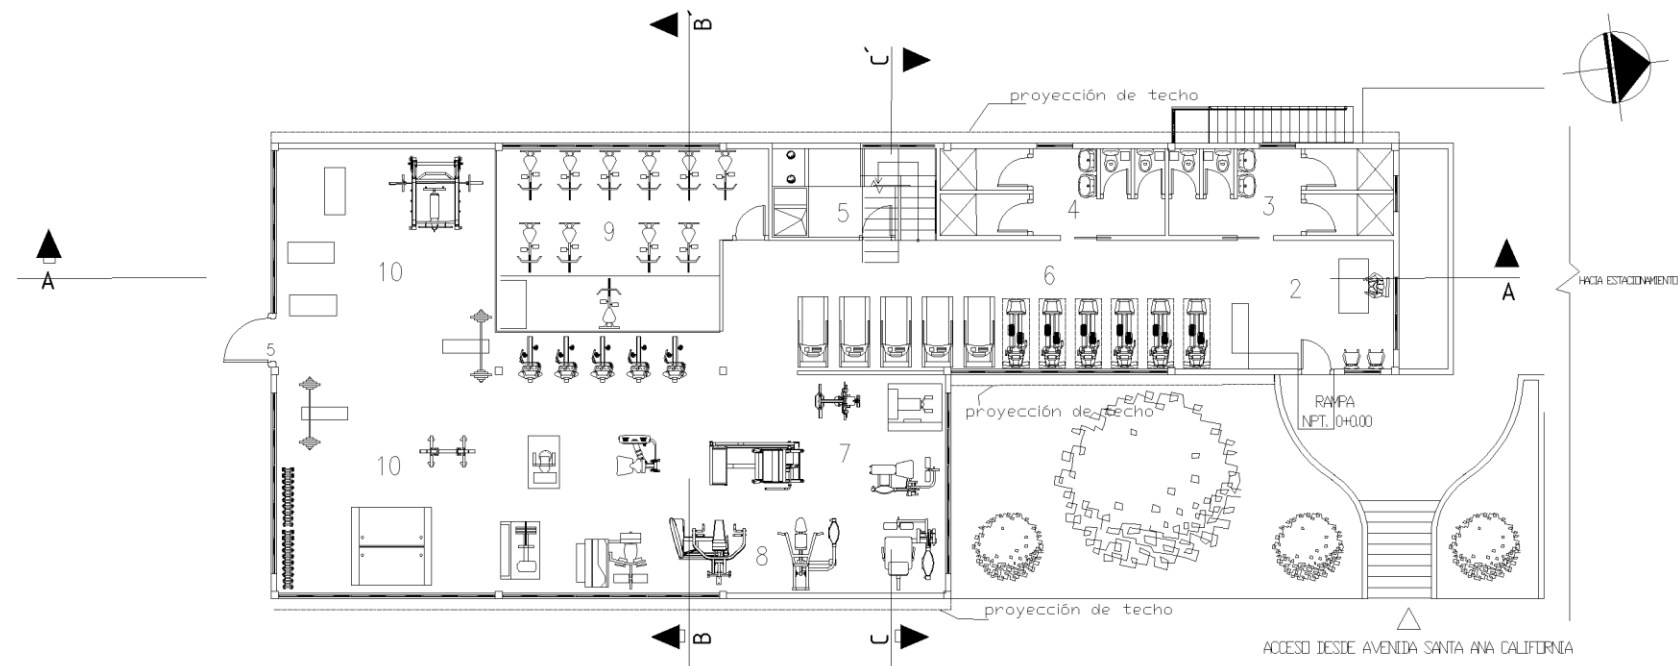 B
C
proyección de techo
9
5
4
3
A
10
6
2
A
HACIA ESTACIONAMIENTO
5
RAMPA
NPT. 0+0.00
proyección de techo
10
7
8
proyección de techo
B
C
ACCESO DESDE AVENIDA SANTA ANA CALIFORNIA